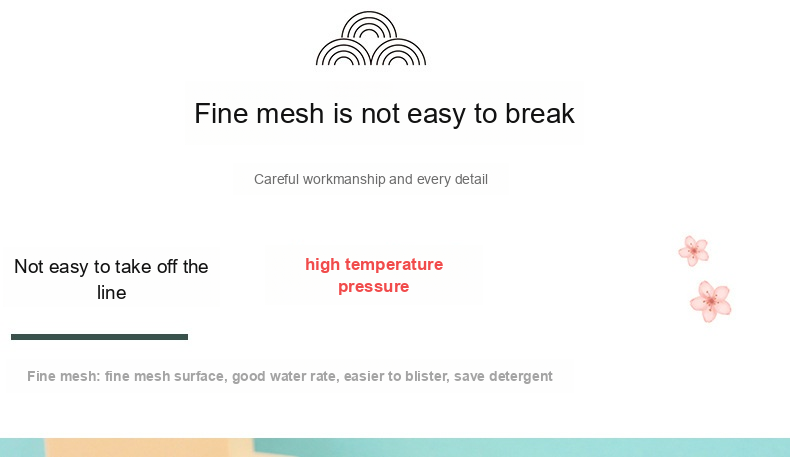 Fine mesh is not easy to break
Careful workmanship and every detail
Not easy to take off the
line
high temperature
pressure
Fine mesh: fine mesh surface, good water rate, easier to blister, save detergent